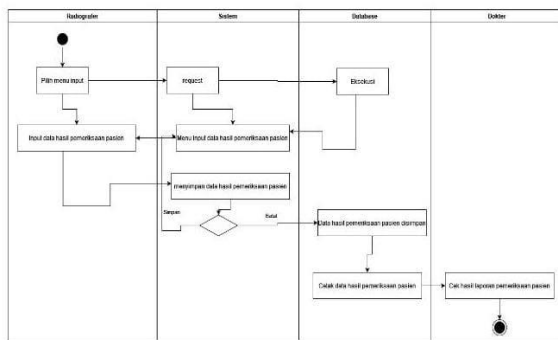 Radiografer
Sistem
Database
Dokter
Pilih menu input
request
Eksekusi
Input data hasil pemeriksaan pasien
Menu input data hasil pemeriksaan pasien
menyimpan data hasil pemeriksaan pasien
Simpan
Batal
Data hasil pemeriksaan pasien disimpan
Cetak data hasil pemeriksaan pasien
Cek hasil laporan pemeriksaan pasien